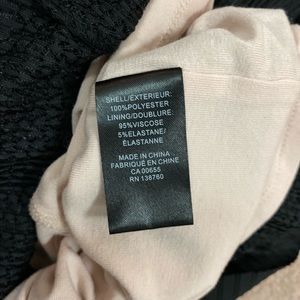 SHELL/EXTERIEUR:
100%POLYESTER
LINING/DOUBLURE:
95%VISCOSE
5%ELASTANE/
ÉLASTANNE
MADE IN CHINA
FABRIQUÉ EN CHINE
CA 00655
RN 138760